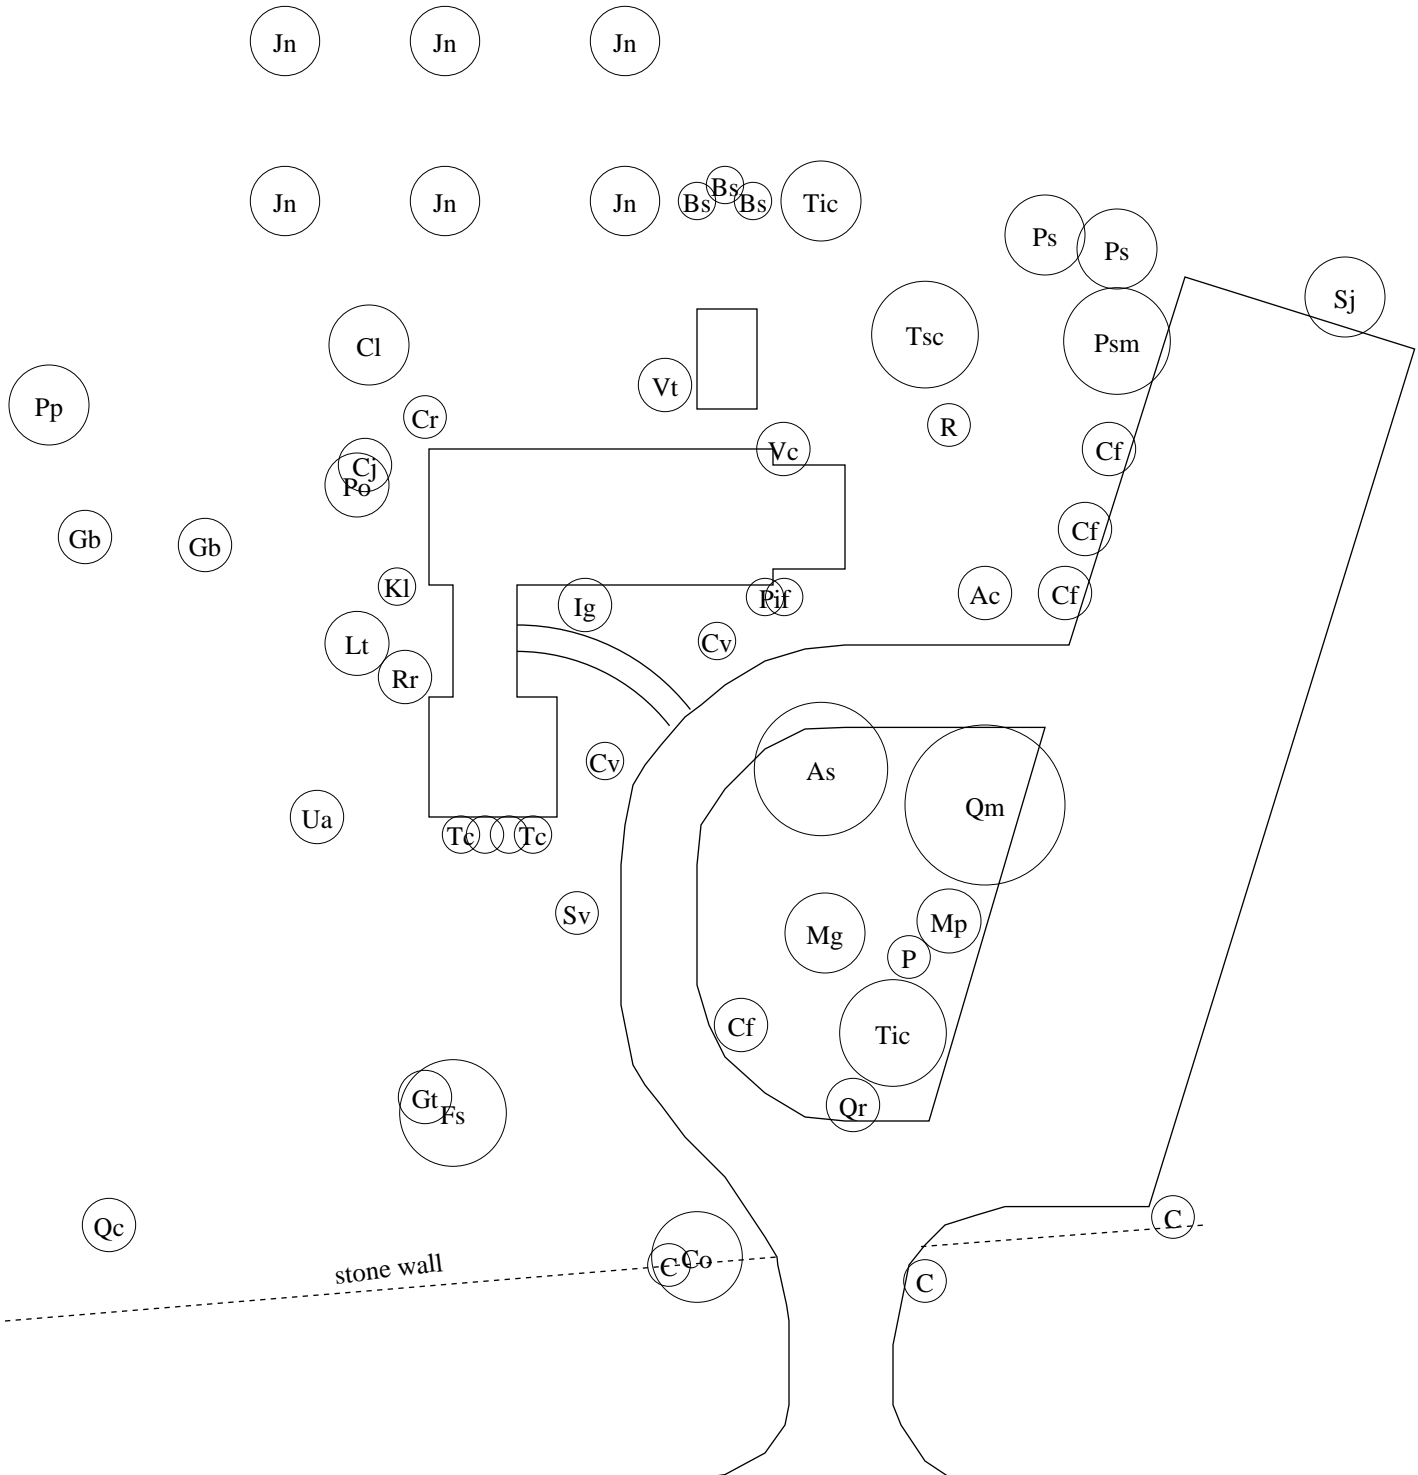 Jn Jn Jn
Jn Jn Jn Bs Bs Bs Tic
Ps Ps
Sj
Cl Tsc Psm
Pp Vt
Cr R
Vc Cf
Cj
Po
Gb Gb Cf
Kl Ig Pif Ac Cf
Lt Cv
Rr
Cv As
Qm
Ua Tc Tc
Sv Mg Mp
P
Cf Tic
Gt Fs Qr
Qc C
stone wall C Co
C